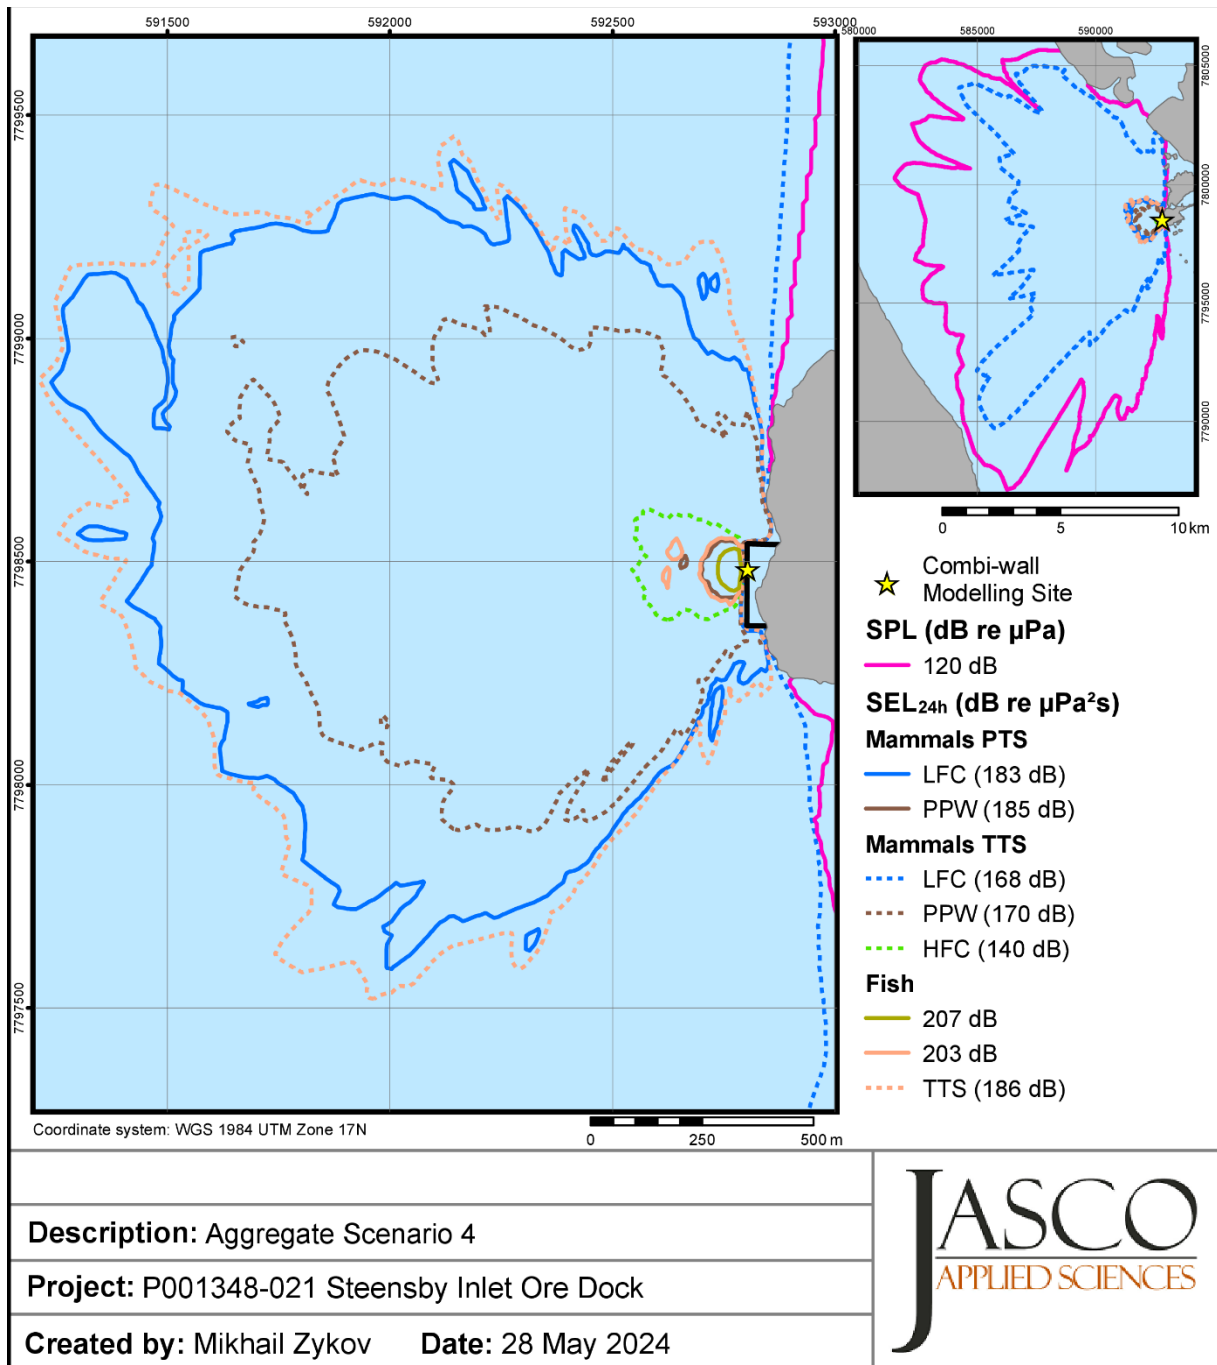 591500
592000
592500
593000
580000
585000
590000
7799500
7799000
7798500
7798000
7797500
7805000
7800000
7795000
7790000
0 5 10 km
Combi-wall
Modelling Site
SPL (dB re µPa)
120 dB
SEL24h (dB re µPa²s)
Mammals PTS
LFC (183 dB)
PPW (185 dB)
Mammals TTS
LFC (168 dB)
PPW (170 dB)
HFC (140 dB)
Fish
207 dB
203 dB
TTS (186 dB)
Coordinate system: WGS 1984 UTM Zone 17N
0 250 500 m
Description: Aggregate Scenario 4
Project: P001348-021 Steensby Inlet Ore Dock
Created by: Mikhail Zykov Date: 28 May 2024
JASCO
APPLIED SCIENCES